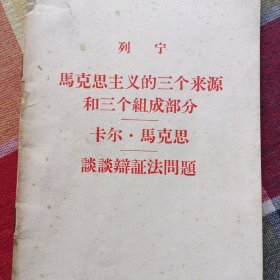 列宁
馬克思主义的三个来源
和三个組成部分
卡尔·馬克思
談談辯証法問題